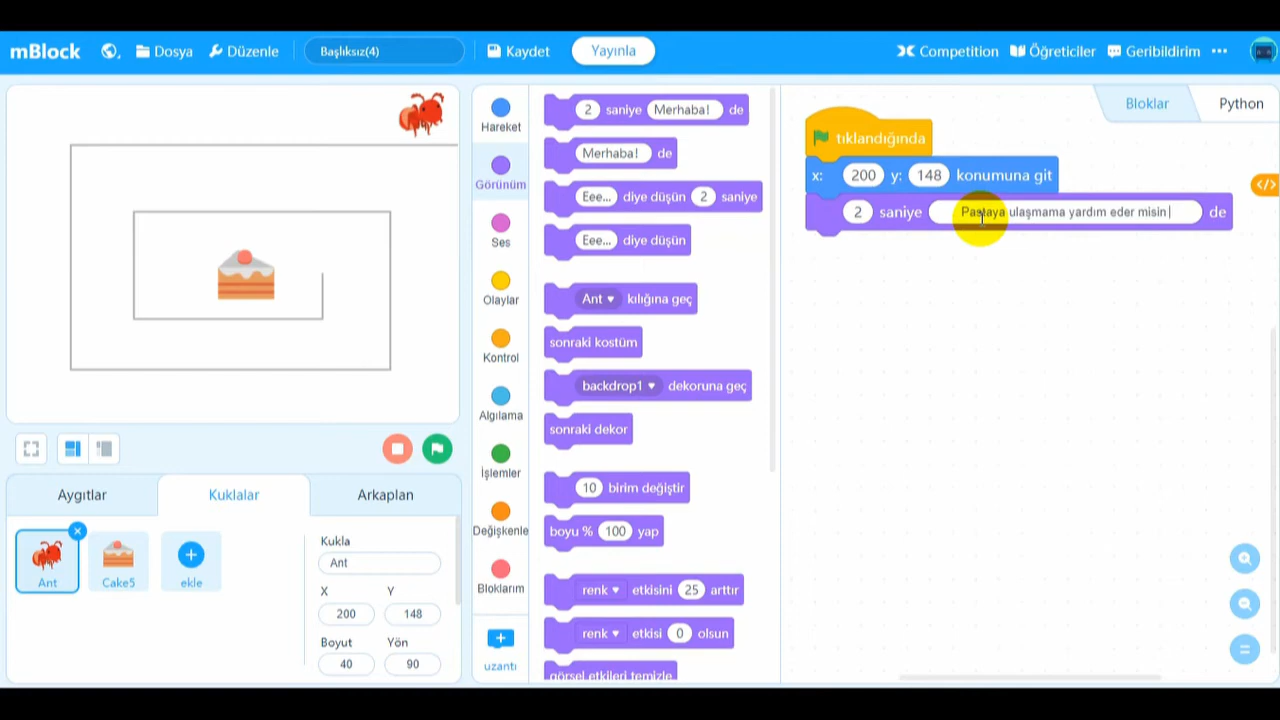 mBlock Dosya Düzenle Başlıksız(4) Kaydet Yayınla Competition Öğreticiler Geribildirim
Hareket
Görünüm
Ses
Olaylar
Kontrol
Algılama
İşlemler
Değişkenle
Bloklarım
uzantı
2 saniye Merhaba! de
Merhaba! de
Eee... diye düşün 2 saniye
Eee... diye düşün
Ant kılığına geç
sonraki kostüm
backdrop1 dekoruna geç
sonraki dekor
10 birim değiştir
boyu % 100 yap
renk etkisini 25 arttır
renk etkisi 0 olsun
görsel etkileri temizle
Bloklar Python
tıklandığında
x: 200 y: 148 konumuna git
2 saniye Pastaya ulaşmama yardım eder misin de
Aygıtlar Kuklalar Arkaplan
Ant
Cake5
ekle
Kukla
Ant
X Y
200 148
Boyut Yön
40 90